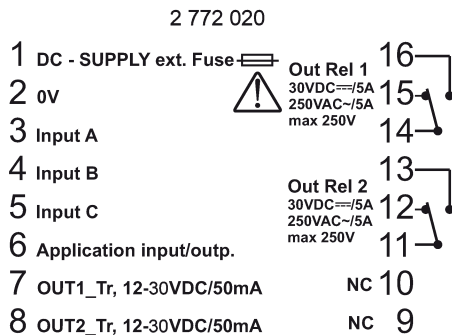 2 772 020
1 DC - SUPPLY ext. Fuse
2 0V
3 Input A
4 Input B
5 Input C
6 Application input/outp.
7 OUT1_Tr, 12-30VDC/50mA
8 OUT2_Tr, 12-30VDC/50mA
Out Rel 1
30VDC⎓/5A
250VAC~/5A
max 250V
16
15
14
Out Rel 2
30VDC⎓/5A
250VAC~/5A
max 250V
13
12
11
NC 10
NC 9